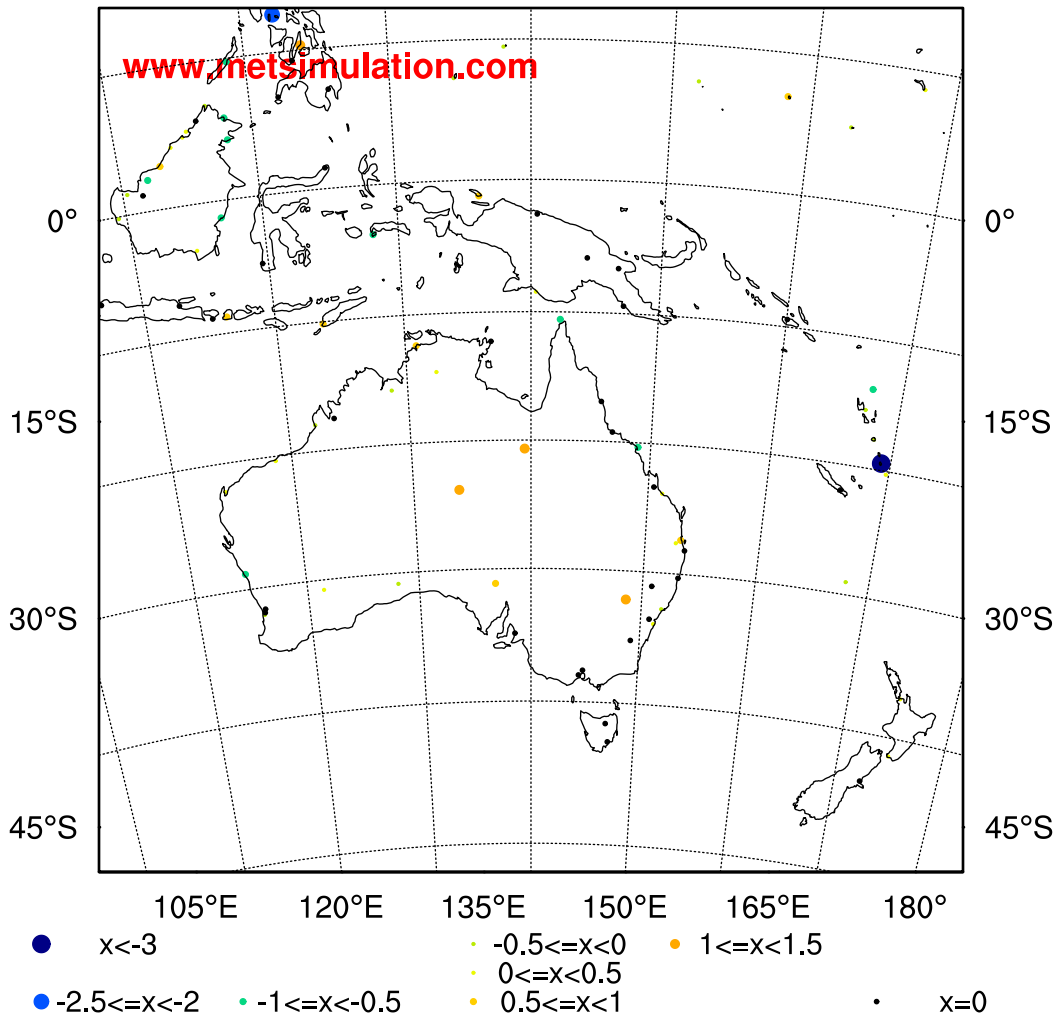 www.metsimulation.com
0° 0°
15°S 15°S
30°S 30°S
45°S 45°S
105°E 120°E 135°E 150°E 165°E 180°
x<-3 -0.5<=x<0 1<=x<1.5
0<=x<0.5
-2.5<=x<-2 -1<=x<-0.5 0.5<=x<1 x=0